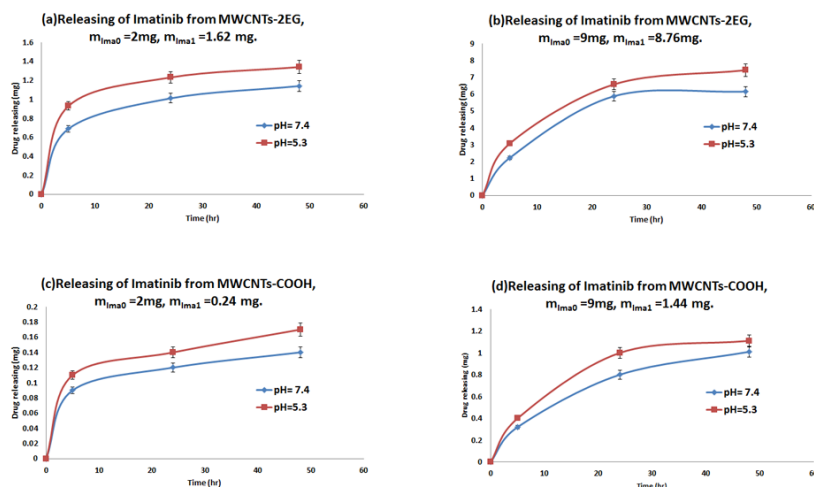 (a)Releasing of Imatinib from MWCNTs-2EG,
mIma0 =2mg, mIma1 =1.62 mg.
1.6
1.4
1.2
1
0.8
0.6
0.4
0.2
0
Drug releasing (mg)
pH= 7.4
pH=5.3
0 10 20 30 40 50 60
Time (hr)
(b)Releasing of Imatinib from MWCNTs-2EG,
mIma0 =9mg, mIma1 =8.76mg.
9
8
7
6
5
4
3
2
1
0
Drug releasing (mg)
pH= 7.4
pH=5.3
0 10 20 30 40 50 60
Time (hr)
(c)Releasing of Imatinib from MWCNTs-COOH,
mIma0 =2mg, mIma1 =0.24 mg.
0.2
0.18
0.16
0.14
0.12
0.1
0.08
0.06
0.04
0.02
0
Drug releasing (mg)
pH= 7.4
pH=5.3
0 10 20 30 40 50 60
Time (hr)
(d)Releasing of Imatinib from MWCNTs-COOH,
mIma0 =9mg, mIma1 =1.44 mg.
1.4
1.2
1
0.8
0.6
0.4
0.2
0
Drug releasing (mg)
pH= 7.4
pH=5.3
0 10 20 30 40 50 60
Time (hr)